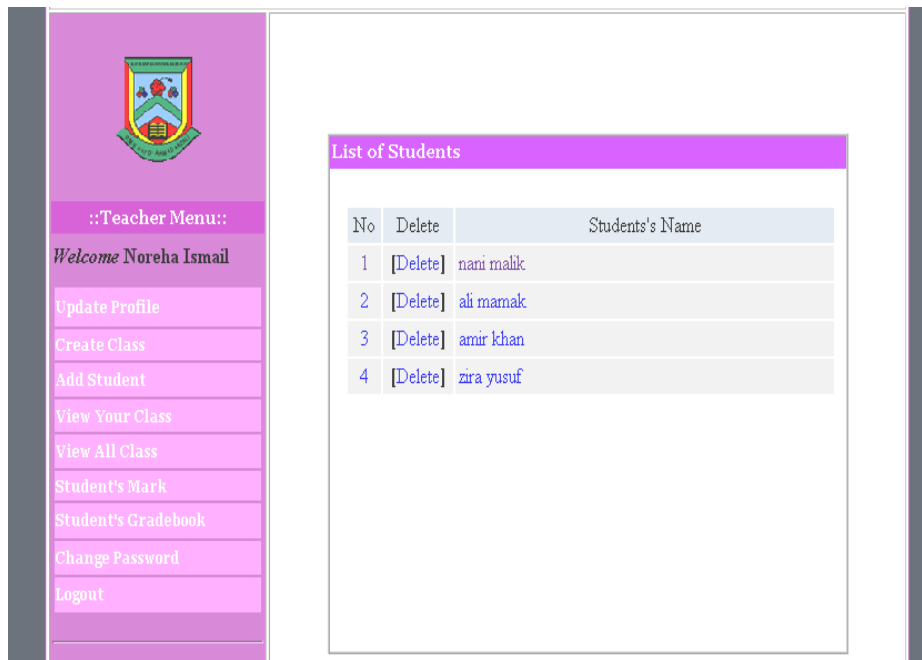 ::Teacher Menu::
Welcome Noreha Ismail
Update Profile
Create Class
Add Student
View Your Class
View All Class
Student's Mark
Student's Gradebook
Change Password
Logout
List of Students
No Delete Students's Name
1 [Delete] nani malik
2 [Delete] ali mamak
3 [Delete] amir khan
4 [Delete] zira yusuf